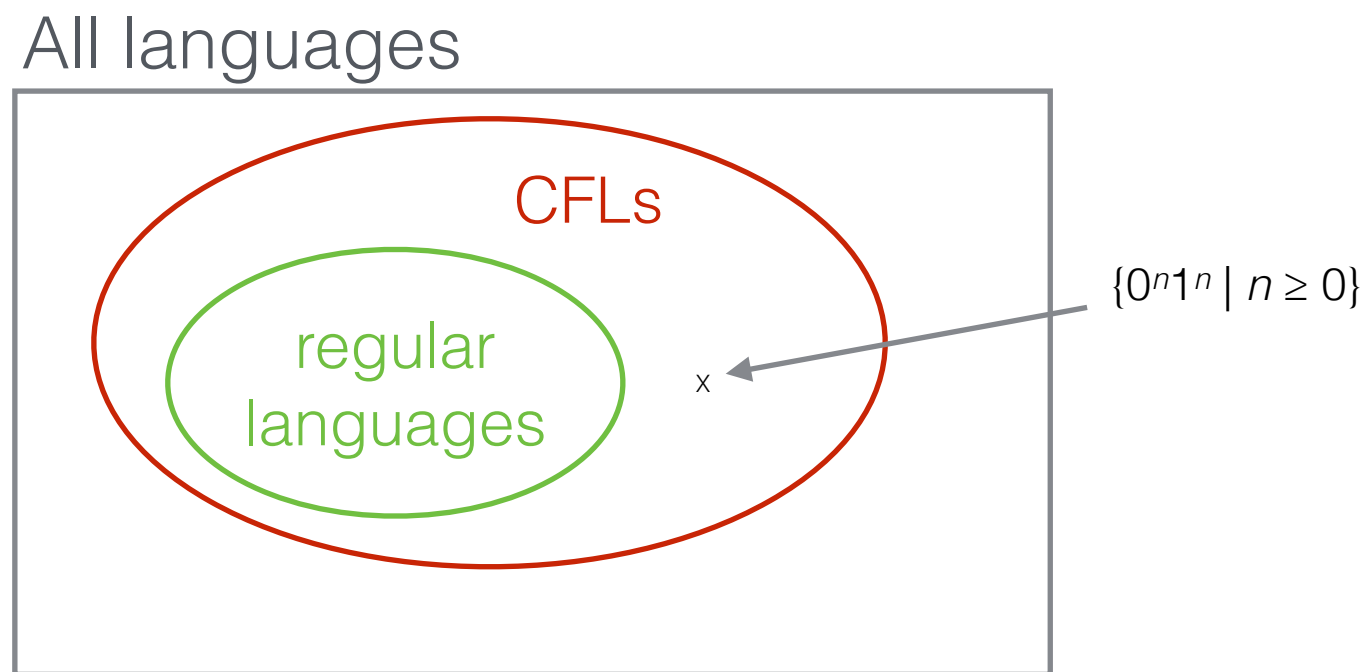 All languages
CFLs
{0ⁿ1ⁿ | n ≥ 0}
regular
languages
x